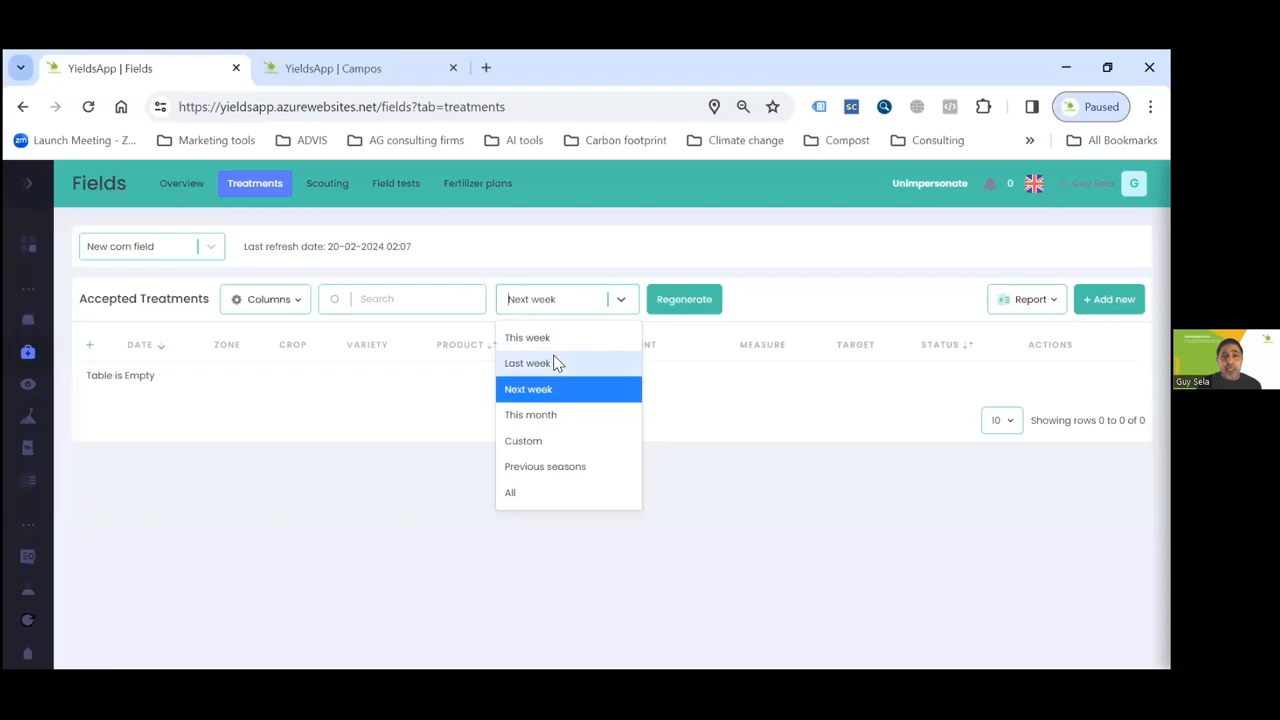 YieldsApp | Fields
YieldsApp | Campos
https://yieldsapp.azurewebsites.net/fields?tab=treatments
SC
Paused
zm Launch Meeting - Z...
Marketing tools
ADVIS
AG consulting firms
AI tools
Carbon footprint
Climate change
Compost
Consulting
»
All Bookmarks
Fields
Overview
Treatments
Scouting
Field tests
Fertilizer plans
Unimpersonate
0
Guy Sela
G
New corn field
Last refresh date: 20-02-2024 02:07
Accepted Treatments
Columns
Search
Next week
Regenerate
Report
+ Add new
+ DATE ZONE CROP VARIETY PRODUCT NT MEASURE TARGET STATUS ACTIONS
Table is Empty
This week
Last week
Next week
This month
Custom
Previous seasons
All
10
Showing rows 0 to 0 of 0
Guy Sela